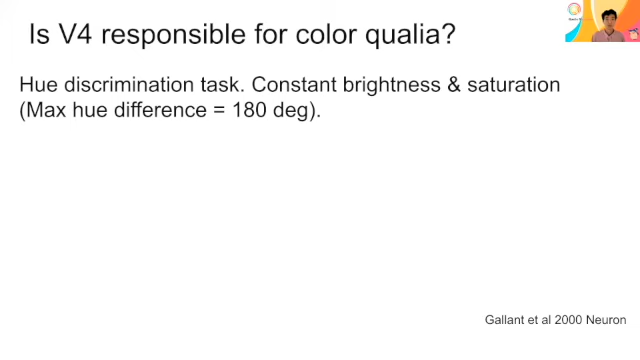 Is V4 responsible for color qualia?
Hue discrimination task. Constant brightness & saturation
(Max hue difference = 180 deg).
Gallant et al 2000 Neuron